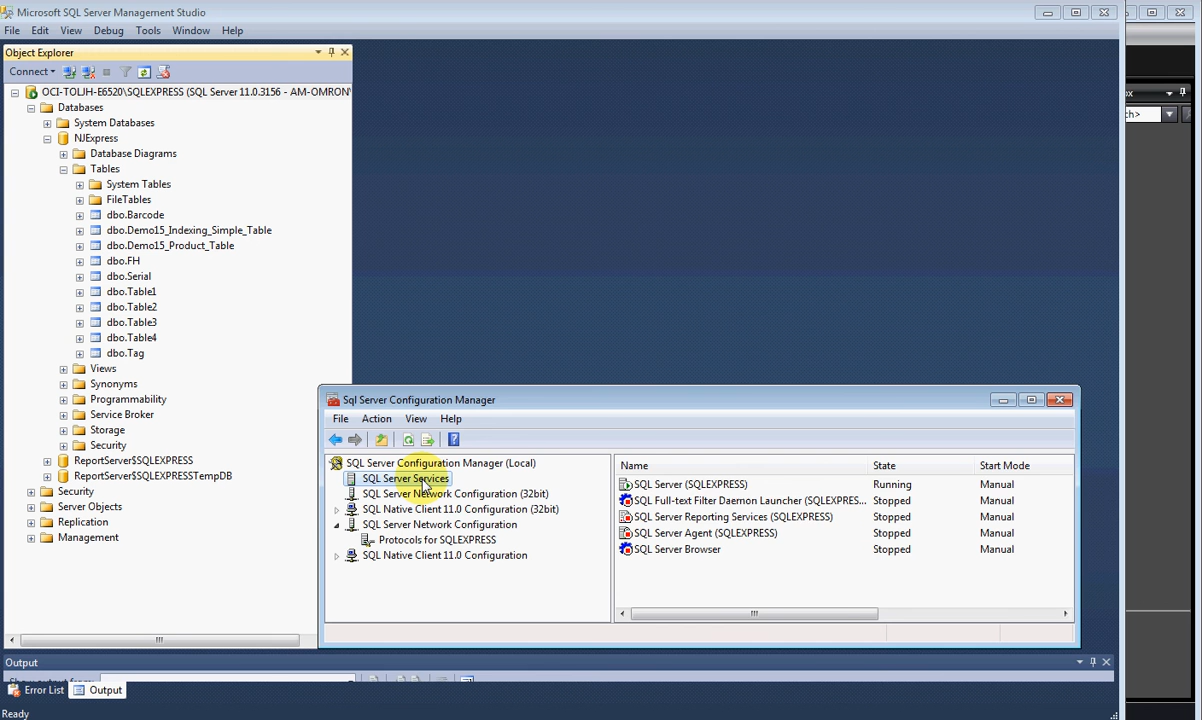 Microsoft SQL Server Management Studio
File Edit View Debug Tools Window Help
Object Explorer
Connect
OCI-TOLJH-E6520\SQLEXPRESS (SQL Server 11.0.3156 - AM-OMRON\
Databases
System Databases
NJExpress
Database Diagrams
Tables
System Tables
FileTables
dbo.Barcode
dbo.Demo15_Indexing_Simple_Table
dbo.Demo15_Product_Table
dbo.FH
dbo.Serial
dbo.Table1
dbo.Table2
dbo.Table3
dbo.Table4
dbo.Tag
Views
Synonyms
Programmability
Service Broker
Storage
Security
ReportServer$SQLEXPRESS
ReportServer$SQLEXPRESSTempDB
Security
Server Objects
Replication
Management
Sql Server Configuration Manager
File Action View Help
SQL Server Configuration Manager (Local)
SQL Server Services
SQL Server Network Configuration (32bit)
SQL Native Client 11.0 Configuration (32bit)
SQL Server Network Configuration
Protocols for SQLEXPRESS
SQL Native Client 11.0 Configuration
Name State Start Mode
SQL Server (SQLEXPRESS) Running Manual
SQL Full-text Filter Daemon Launcher (SQLEXPRES... Stopped Manual
SQL Server Reporting Services (SQLEXPRESS) Stopped Manual
SQL Server Agent (SQLEXPRESS) Stopped Manual
SQL Server Browser Stopped Manual
Output
Error List Output
Ready